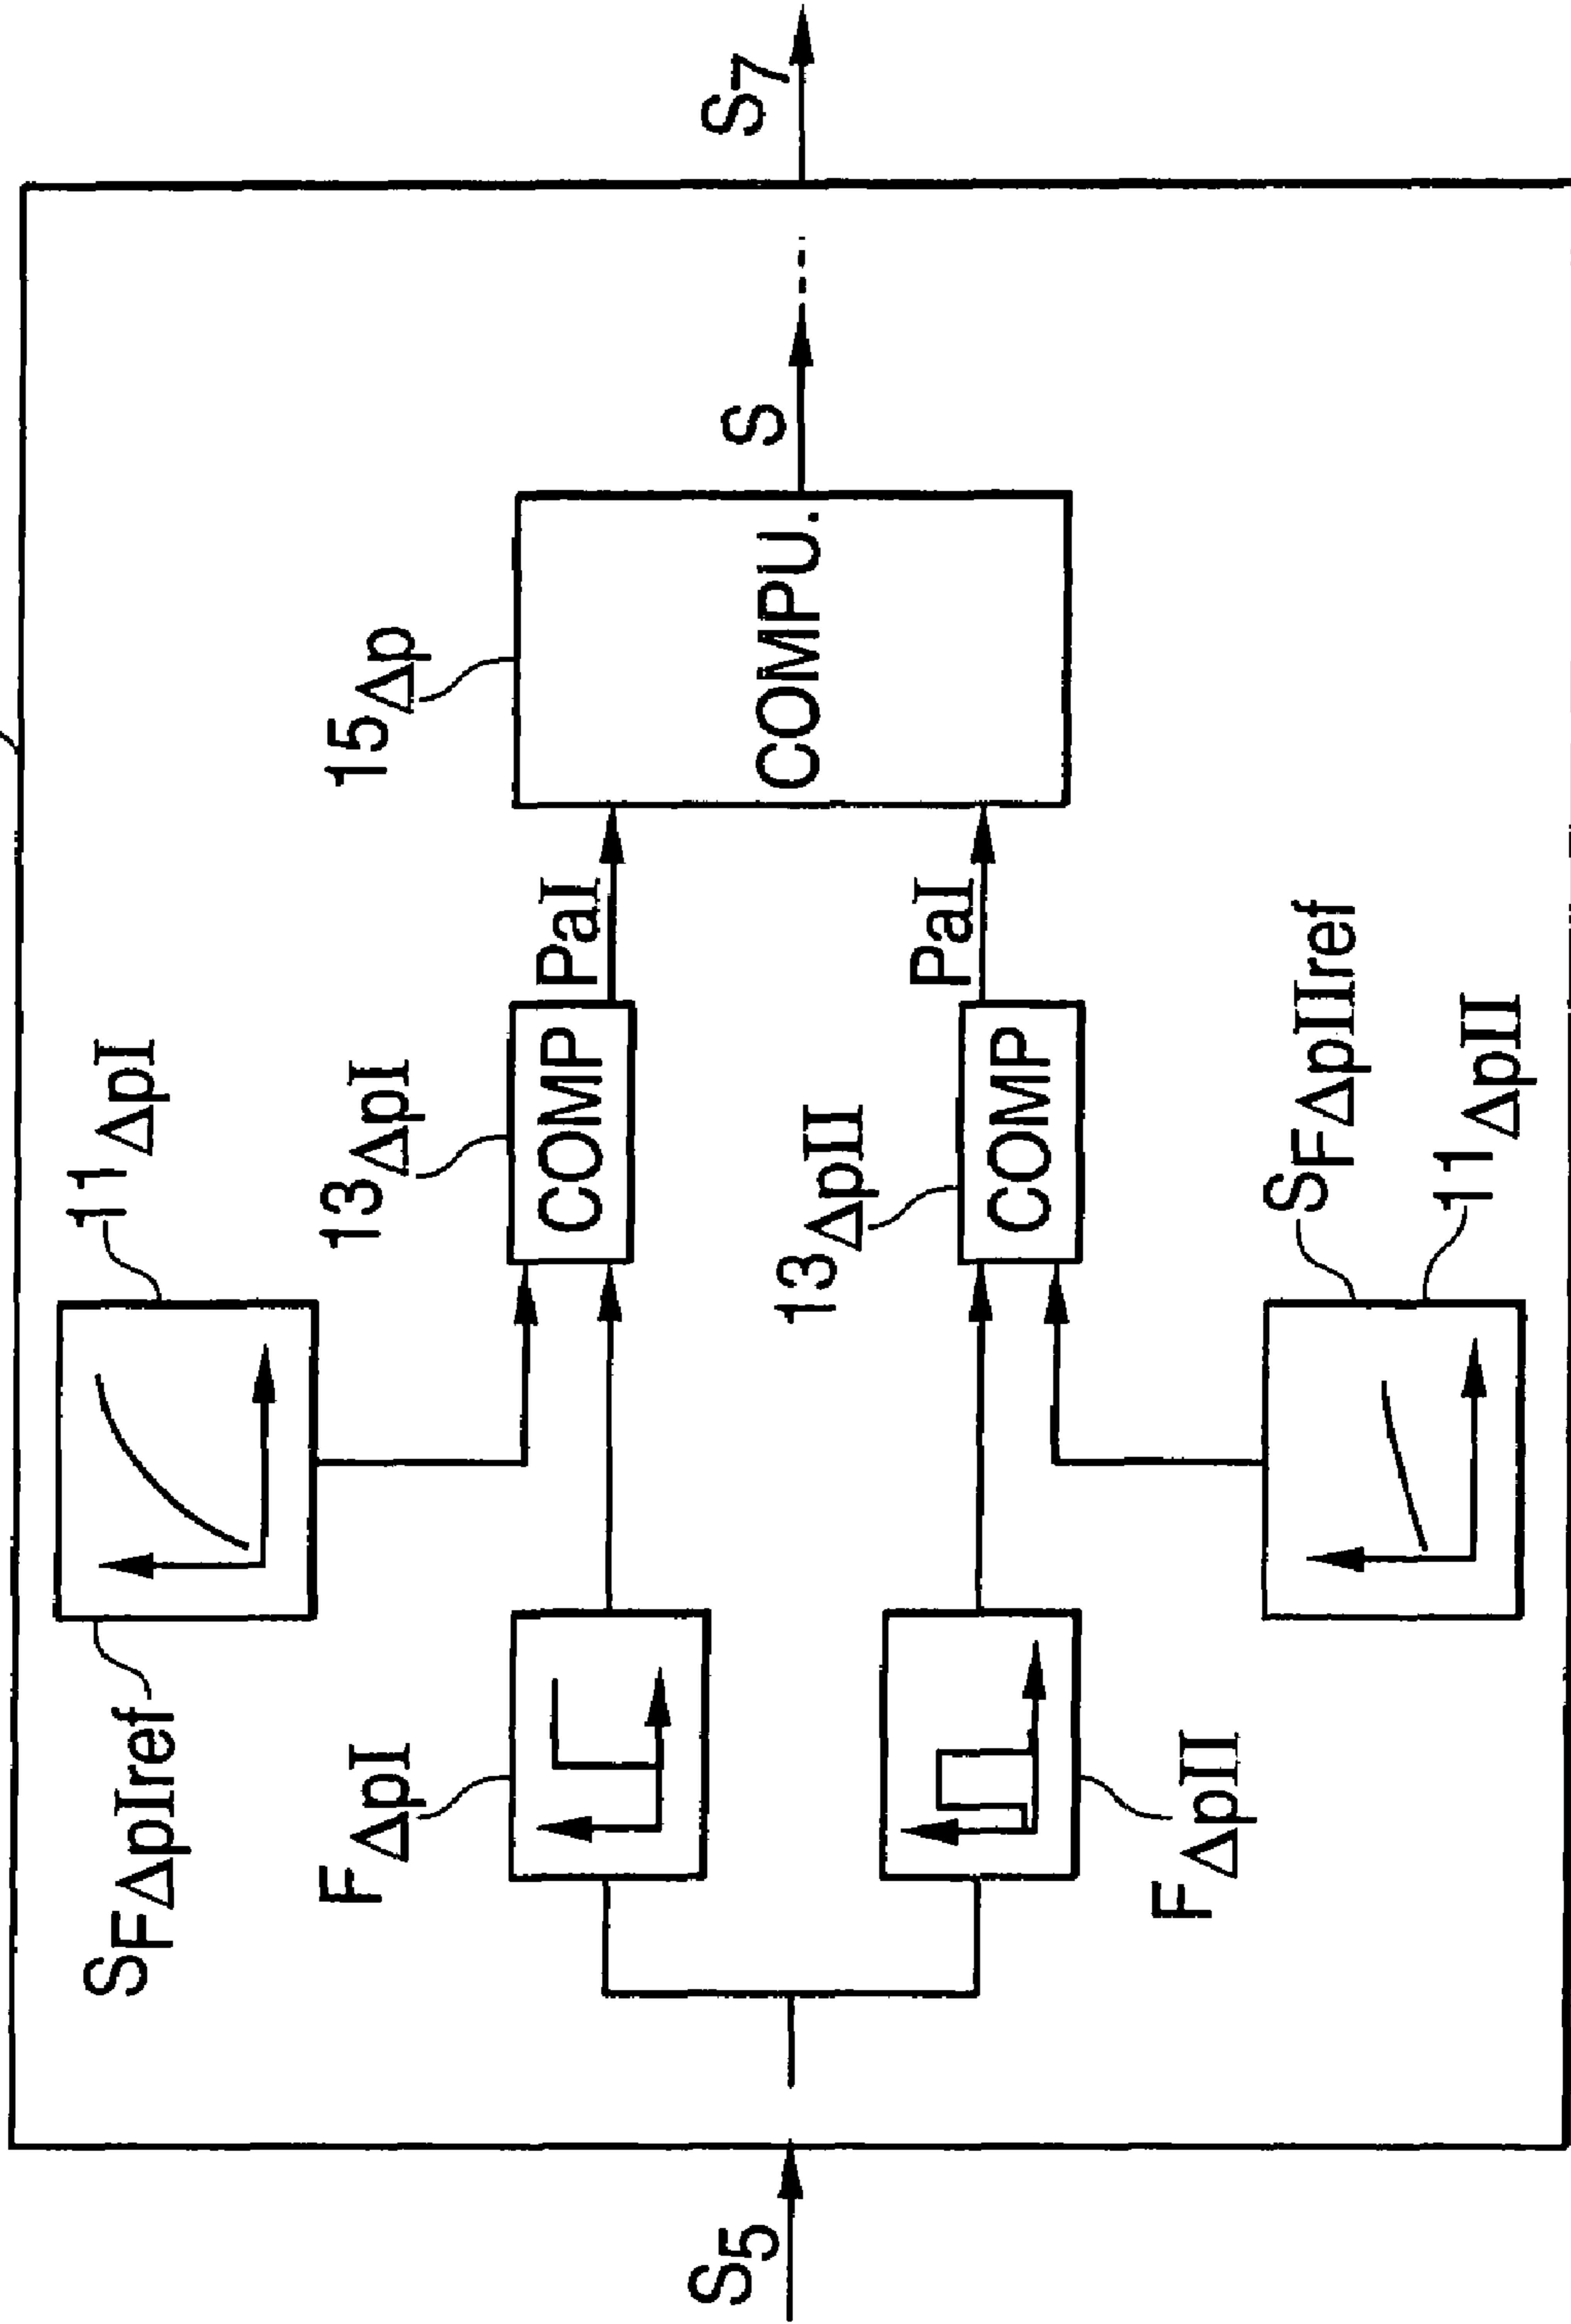 S5
S7
SFΔpIref
11ΔpI
FΔpI
13ΔpI
COMP
PaI
15Δp
COMPU.
S
FΔpII
13ΔpII
COMP
PaI
SFΔpIIref
11ΔpII